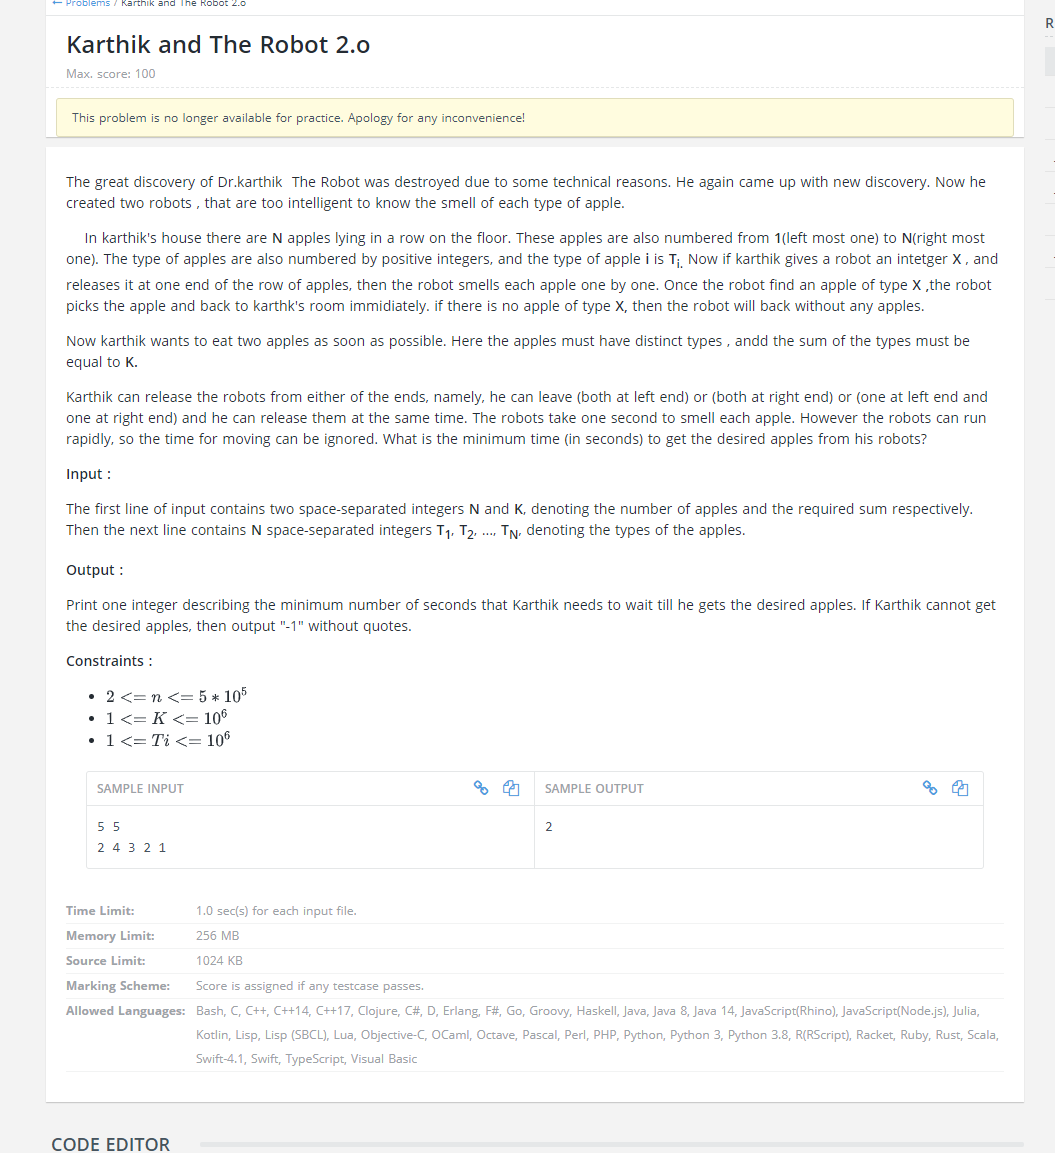 ← Problems / Karthik and The Robot 2.o
R
Karthik and The Robot 2.o
Max. score: 100
This problem is no longer available for practice. Apology for any inconvenience!
The great discovery of Dr.karthik  The Robot was destroyed due to some technical reasons. He again came up with new discovery. Now he
created two robots , that are too intelligent to know the smell of each type of apple.
In karthik's house there are N apples lying in a row on the floor. These apples are also numbered from 1(left most one) to N(right most
one). The type of apples are also numbered by positive integers, and the type of apple i is Ti. Now if karthik gives a robot an intetger X , and
releases it at one end of the row of apples, then the robot smells each apple one by one. Once the robot find an apple of type X ,the robot
picks the apple and back to karthk's room immidiately. if there is no apple of type X, then the robot will back without any apples.
Now karthik wants to eat two apples as soon as possible. Here the apples must have distinct types , andd the sum of the types must be
equal to K.
Karthik can release the robots from either of the ends, namely, he can leave (both at left end) or (both at right end) or (one at left end and
one at right end) and he can release them at the same time. The robots take one second to smell each apple. However the robots can run
rapidly, so the time for moving can be ignored. What is the minimum time (in seconds) to get the desired apples from his robots?
Input :
The first line of input contains two space-separated integers N and K, denoting the number of apples and the required sum respectively.
Then the next line contains N space-separated integers T1, T2, ..., TN, denoting the types of the apples.
Output :
Print one integer describing the minimum number of seconds that Karthik needs to wait till he gets the desired apples. If Karthik cannot get
the desired apples, then output "-1" without quotes.
Constraints :
• 2 <= n <= 5 * 10^5
• 1 <= K <= 10^6
• 1 <= Ti <= 10^6
SAMPLE INPUT
SAMPLE OUTPUT
5 5
2 4 3 2 1
2
Time Limit: 1.0 sec(s) for each input file.
Memory Limit: 256 MB
Source Limit: 1024 KB
Marking Scheme: Score is assigned if any testcase passes.
Allowed Languages: Bash, C, C++, C++14, C++17, Clojure, C#, D, Erlang, F#, Go, Groovy, Haskell, Java, Java 8, Java 14, JavaScript(Rhino), JavaScript(Node.js), Julia,
Kotlin, Lisp, Lisp (SBCL), Lua, Objective-C, OCaml, Octave, Pascal, Perl, PHP, Python, Python 3, Python 3.8, R(RScript), Racket, Ruby, Rust, Scala,
Swift-4.1, Swift, TypeScript, Visual Basic
CODE EDITOR